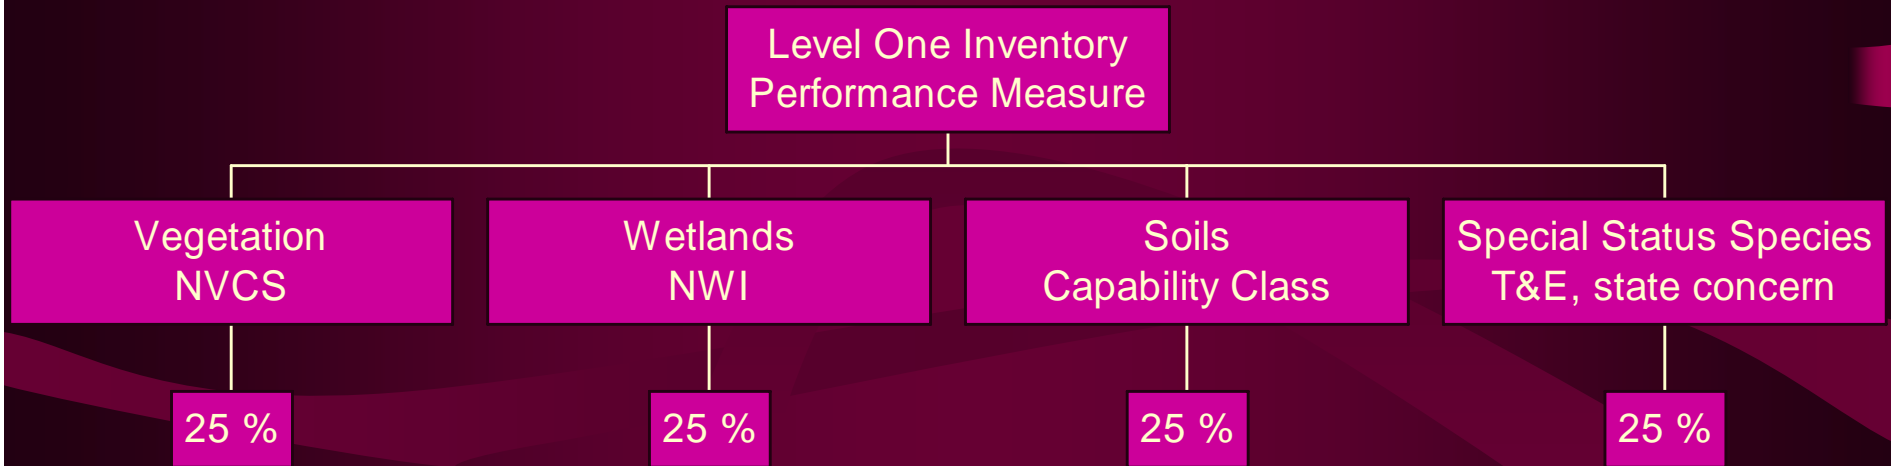 Level One Inventory
Performance Measure
Vegetation
NVCS
Wetlands
NWI
Soils
Capability Class
Special Status Species
T&E, state concern
25 %
25 %
25 %
25 %